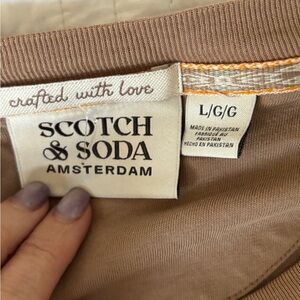 crafted with love
SCOTCH
& SODA
AMSTERDAM
L/G/G
MADE IN PAKISTAN
FABRIQUÉ AU
PAKISTAN
HECHO EN PAKISTAN